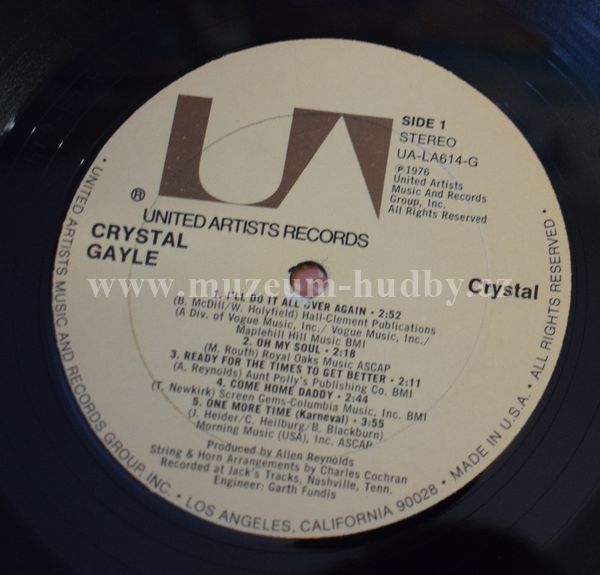 UA
SIDE 1
STEREO
UA-LA614-G
℗1976
United Artists
Music And Records
Group, Inc.
All Rights Reserved
®
UNITED ARTISTS RECORDS
CRYSTAL
GAYLE
Crystal
www.muzeum-hudby.cz
1. I'LL DO IT ALL OVER AGAIN • 2:52
(B. McDill/W. Holyfield) Hall-Clement Publications
(A Div. of Vogue Music, Inc./ Vogue Music, Inc./
Maplehill Hill Music BMI
2. OH MY SOUL • 2:18
(M. Routh) Royal Oaks Music ASCAP
3. READY FOR THE TIMES TO GET BETTER • 2:11
(A. Reynolds) Aunt Polly's Publishing Co. BMI
4. COME HOME DADDY • 2:44
(T. Newkirk) Screen Gems-Columbia Music, Inc. BMI
5. ONE MORE TIME (Karneval) • 3:55
(J. Heider/C. Heilburg/B. Blackburn)
Morning Music (USA), Inc. ASCAP
Produced by Allen Reynolds
String & Horn Arrangements by Charles Cochran
Recorded at Jack's Tracks, Nashville, Tenn.
Engineer: Garth Fundis
• UNITED ARTISTS MUSIC AND RECORDS GROUP, INC. • LOS ANGELES, CALIFORNIA 90028 • MADE IN U.S.A. • ALL RIGHTS RESERVED •